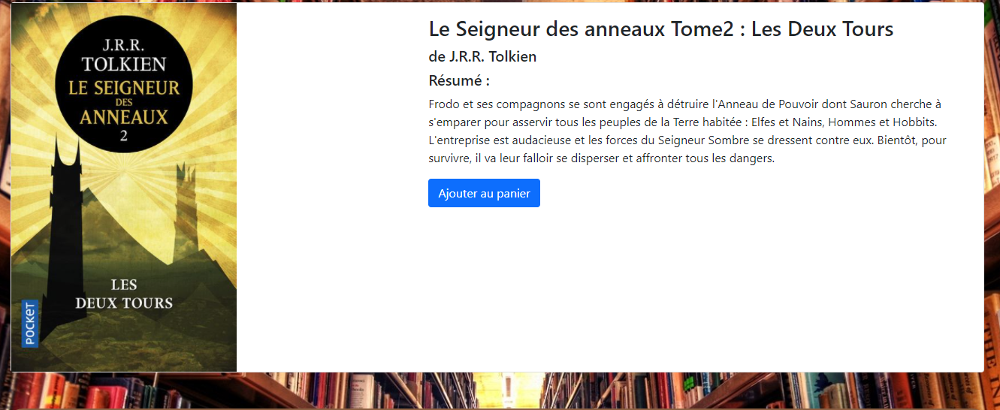 J.R.R.
TOLKIEN
LE SEIGNEUR
DES
ANNEAUX
2
LES
DEUX TOURS
POCKET
Le Seigneur des anneaux Tome2 : Les Deux Tours
de J.R.R. Tolkien
Résumé :
Frodo et ses compagnons se sont engagés à détruire l'Anneau de Pouvoir dont Sauron cherche à
s'emparer pour asservir tous les peuples de la Terre habitée : Elfes et Nains, Hommes et Hobbits.
L'entreprise est audacieuse et les forces du Seigneur Sombre se dressent contre eux. Bientôt, pour
survivre, il va leur falloir se disperser et affronter tous les dangers.
Ajouter au panier